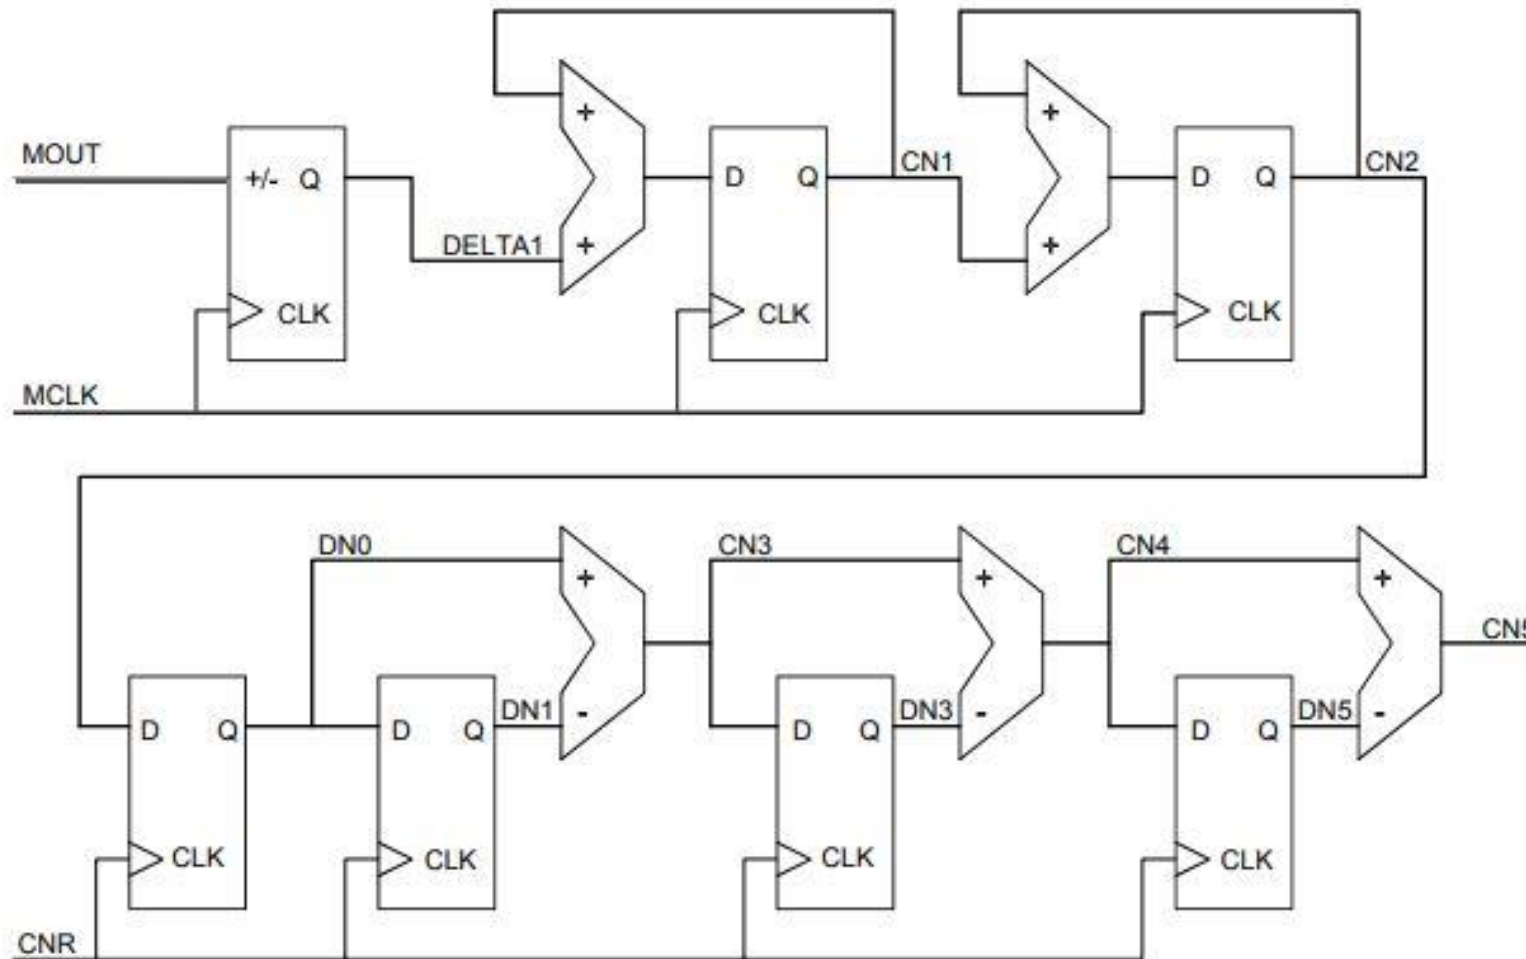 MOUT
+/- Q
CLK
MCLK
DELTA1
+
+
D Q
CLK
CN1
+
+
D Q
CLK
CN2
DN0
D Q
CLK
D Q
CLK
DN1
+
-
CN3
D Q
CLK
DN3
+
-
CN4
D Q
CLK
DN5
+
-
CN5
CNR